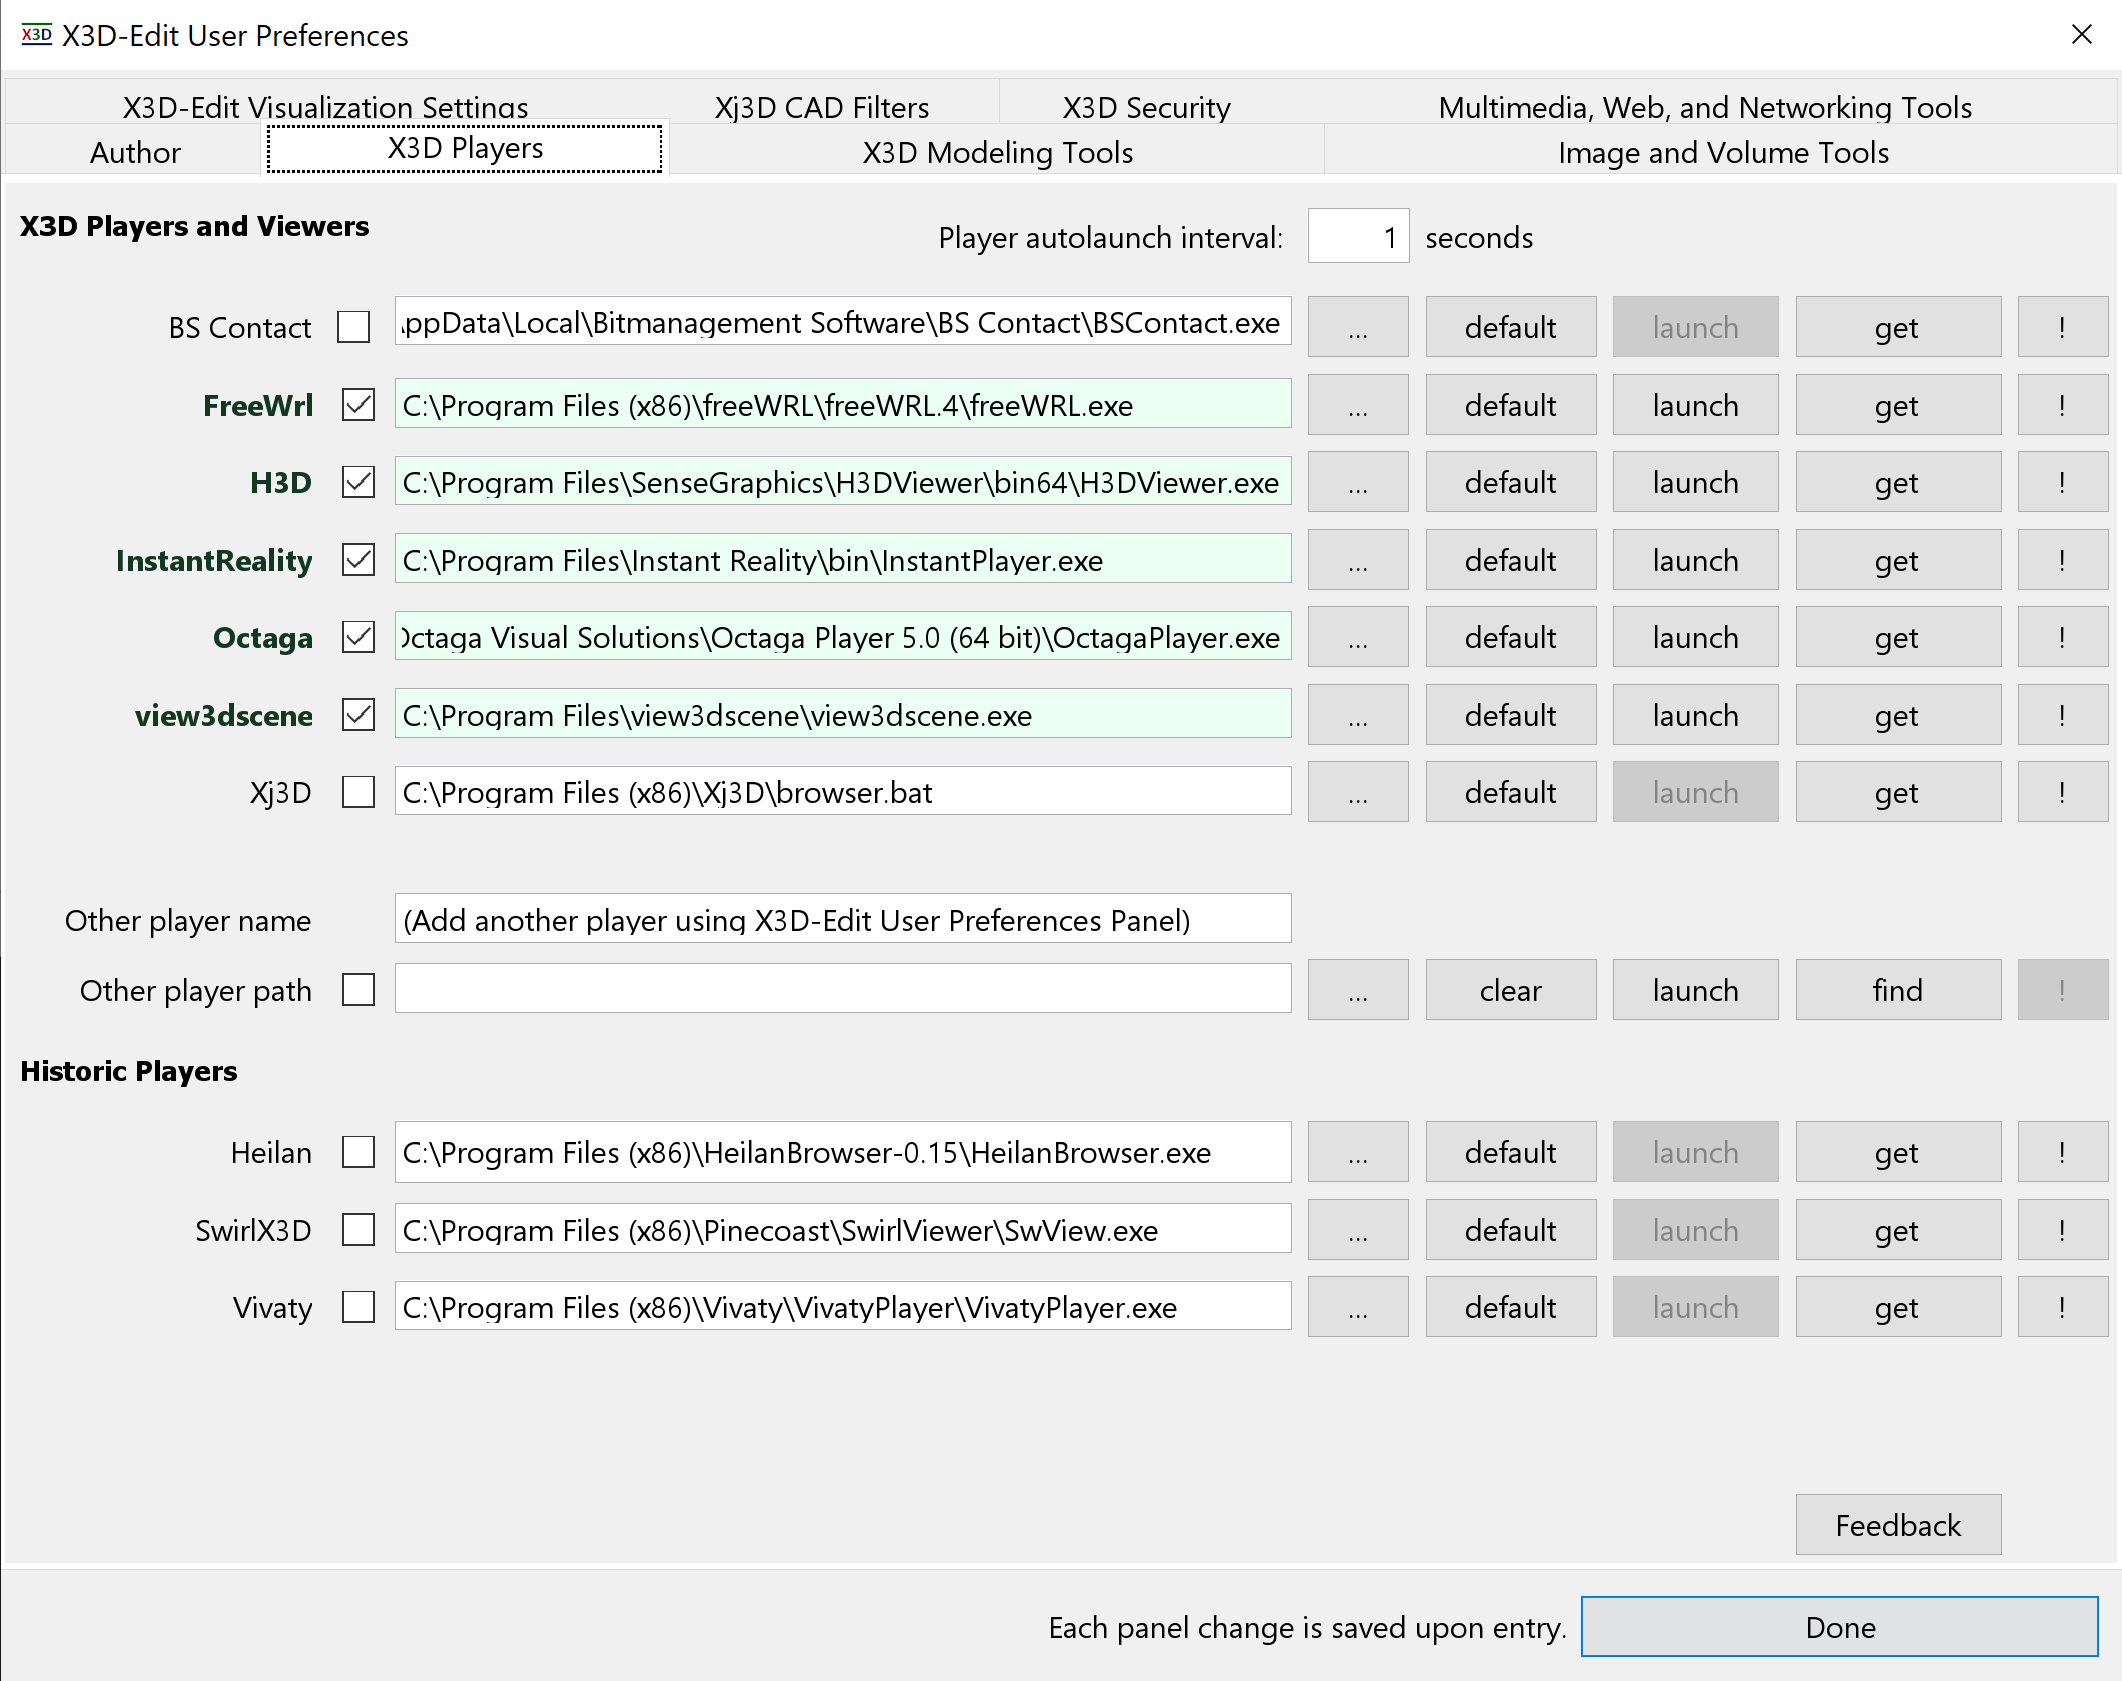 X3D X3D-Edit User Preferences
X3D-Edit Visualization Settings Xj3D CAD Filters X3D Security Multimedia, Web, and Networking Tools
Author X3D Players X3D Modeling Tools Image and Volume Tools
X3D Players and Viewers Player autolaunch interval: 1 seconds
BS Contact \ppData\Local\Bitmanagement Software\BS Contact\BSContact.exe ... default launch get !
FreeWrl C:\Program Files (x86)\freeWRL\freeWRL.4\freeWRL.exe ... default launch get !
H3D C:\Program Files\SenseGraphics\H3DViewer\bin64\H3DViewer.exe ... default launch get !
InstantReality C:\Program Files\Instant Reality\bin\InstantPlayer.exe ... default launch get !
Octaga Octaga Visual Solutions\Octaga Player 5.0 (64 bit)\OctagaPlayer.exe ... default launch get !
view3dscene C:\Program Files\view3dscene\view3dscene.exe ... default launch get !
Xj3D C:\Program Files (x86)\Xj3D\browser.bat ... default launch get !
Other player name (Add another player using X3D-Edit User Preferences Panel)
Other player path ... clear launch find !
Historic Players
Heilan C:\Program Files (x86)\HeilanBrowser-0.15\HeilanBrowser.exe ... default launch get !
SwirlX3D C:\Program Files (x86)\Pinecoast\SwirlViewer\SwView.exe ... default launch get !
Vivaty C:\Program Files (x86)\Vivaty\VivatyPlayer\VivatyPlayer.exe ... default launch get !
Feedback
Each panel change is saved upon entry. Done